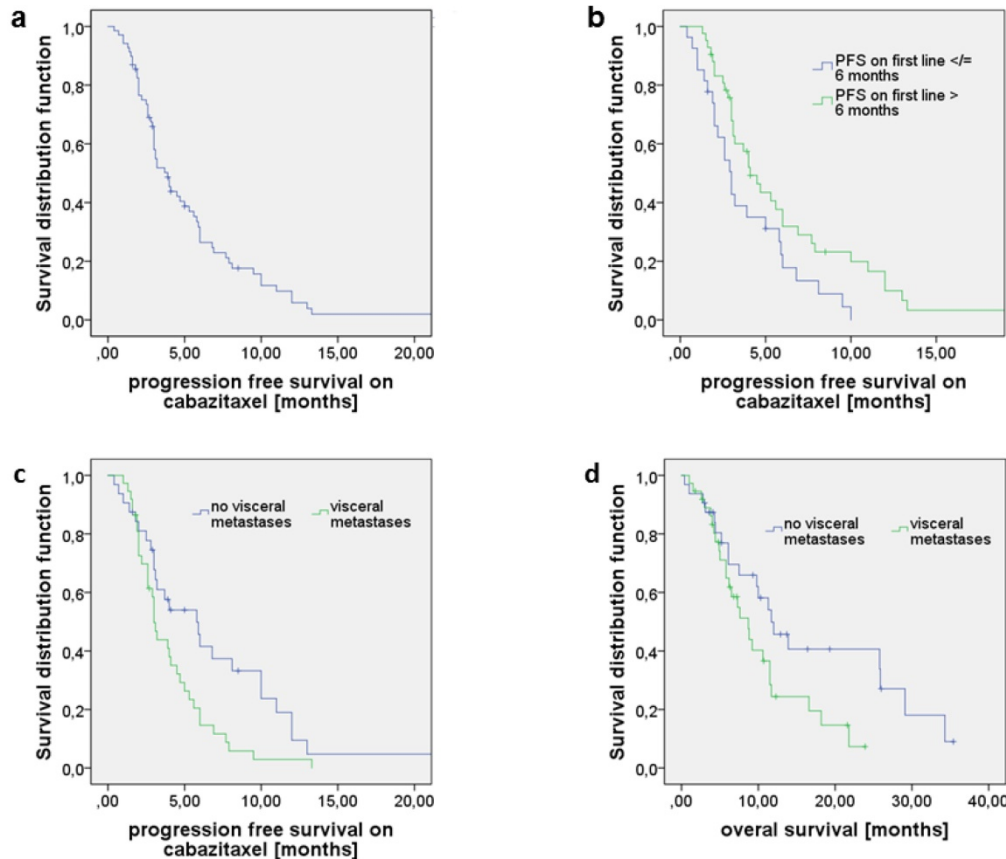 a
Survival distribution function
1,0
0,8
0,6
0,4
0,2
0,0
,00
5,00
10,00
15,00
20,00
progression free survival on
cabazitaxel [months]
b
Survival distribution function
1,0
0,8
0,6
0,4
0,2
0,0
PFS on first line </=
6 months
PFS on first line >
6 months
,00
5,00
10,00
15,00
progression free survival on
cabazitaxel [months]
c
Survival distribution function
1,0
0,8
0,6
0,4
0,2
0,0
no visceral
metastases
visceral
metastases
,00
5,00
10,00
15,00
20,00
progression free survival on
cabazitaxel [months]
d
Survival distribution function
1,0
0,8
0,6
0,4
0,2
0,0
no visceral
metastases
visceral
metastases
,00
10,00
20,00
30,00
40,00
overal survival [months]